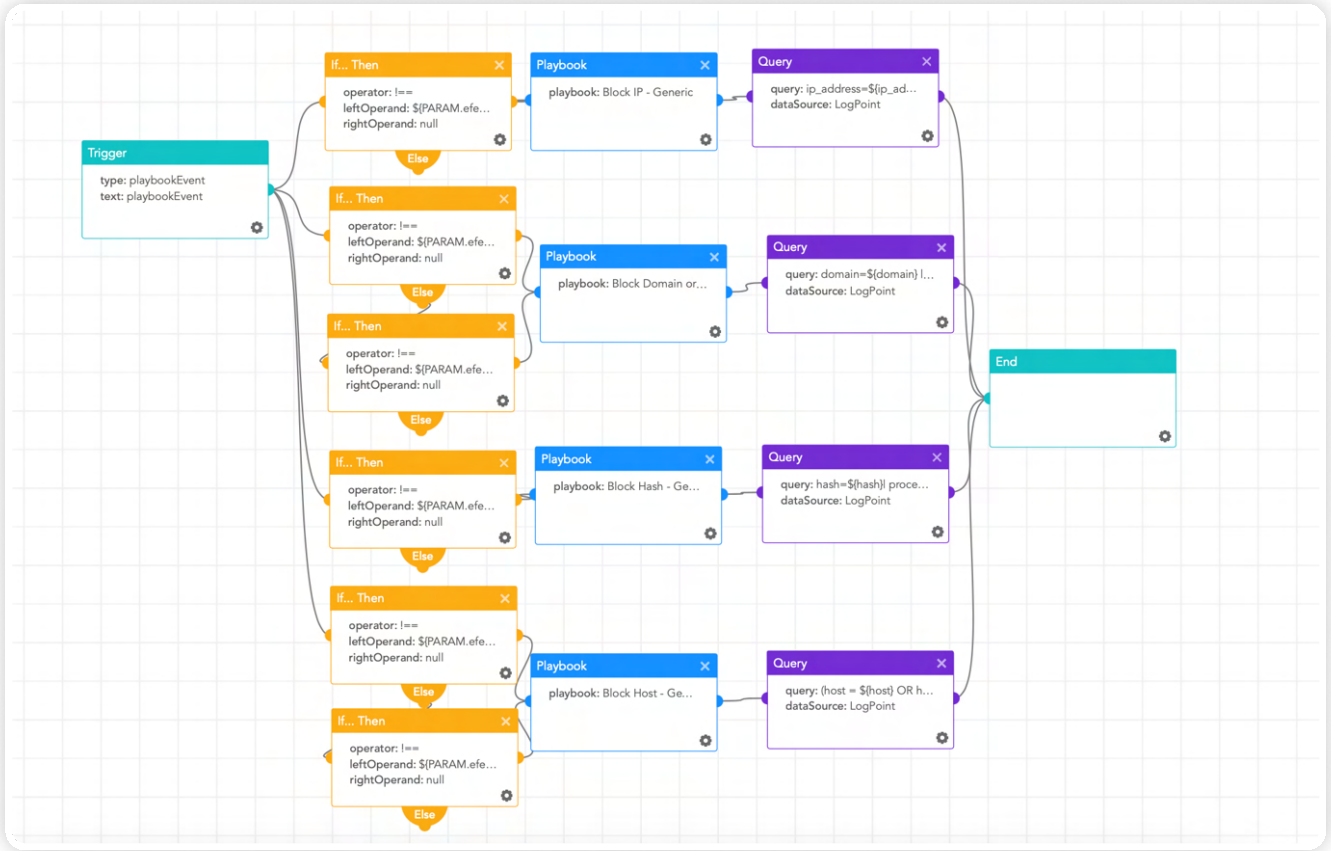 Trigger
type: playbookEvent
text: playbookEvent
If... Then
operator: !==
leftOperand: ${PARAM.efe...
rightOperand: null
Else
Playbook
playbook: Block IP - Generic
Query
query: ip_address=${ip_ad...
dataSource: LogPoint
If... Then
operator: !==
leftOperand: ${PARAM.efe...
rightOperand: null
Else
If... Then
operator: !==
leftOperand: ${PARAM.efe...
rightOperand: null
Else
Playbook
playbook: Block Domain or...
Query
query: domain=${domain} |...
dataSource: LogPoint
If... Then
operator: !==
leftOperand: ${PARAM.efe...
rightOperand: null
Else
Playbook
playbook: Block Hash - Ge...
Query
query: hash=${hash}| proce...
dataSource: LogPoint
If... Then
operator: !==
leftOperand: ${PARAM.efe...
rightOperand: null
Else
If... Then
operator: !==
leftOperand: ${PARAM.efe...
rightOperand: null
Else
Playbook
playbook: Block Host - Ge...
Query
query: (host = ${host} OR h...
dataSource: LogPoint
End